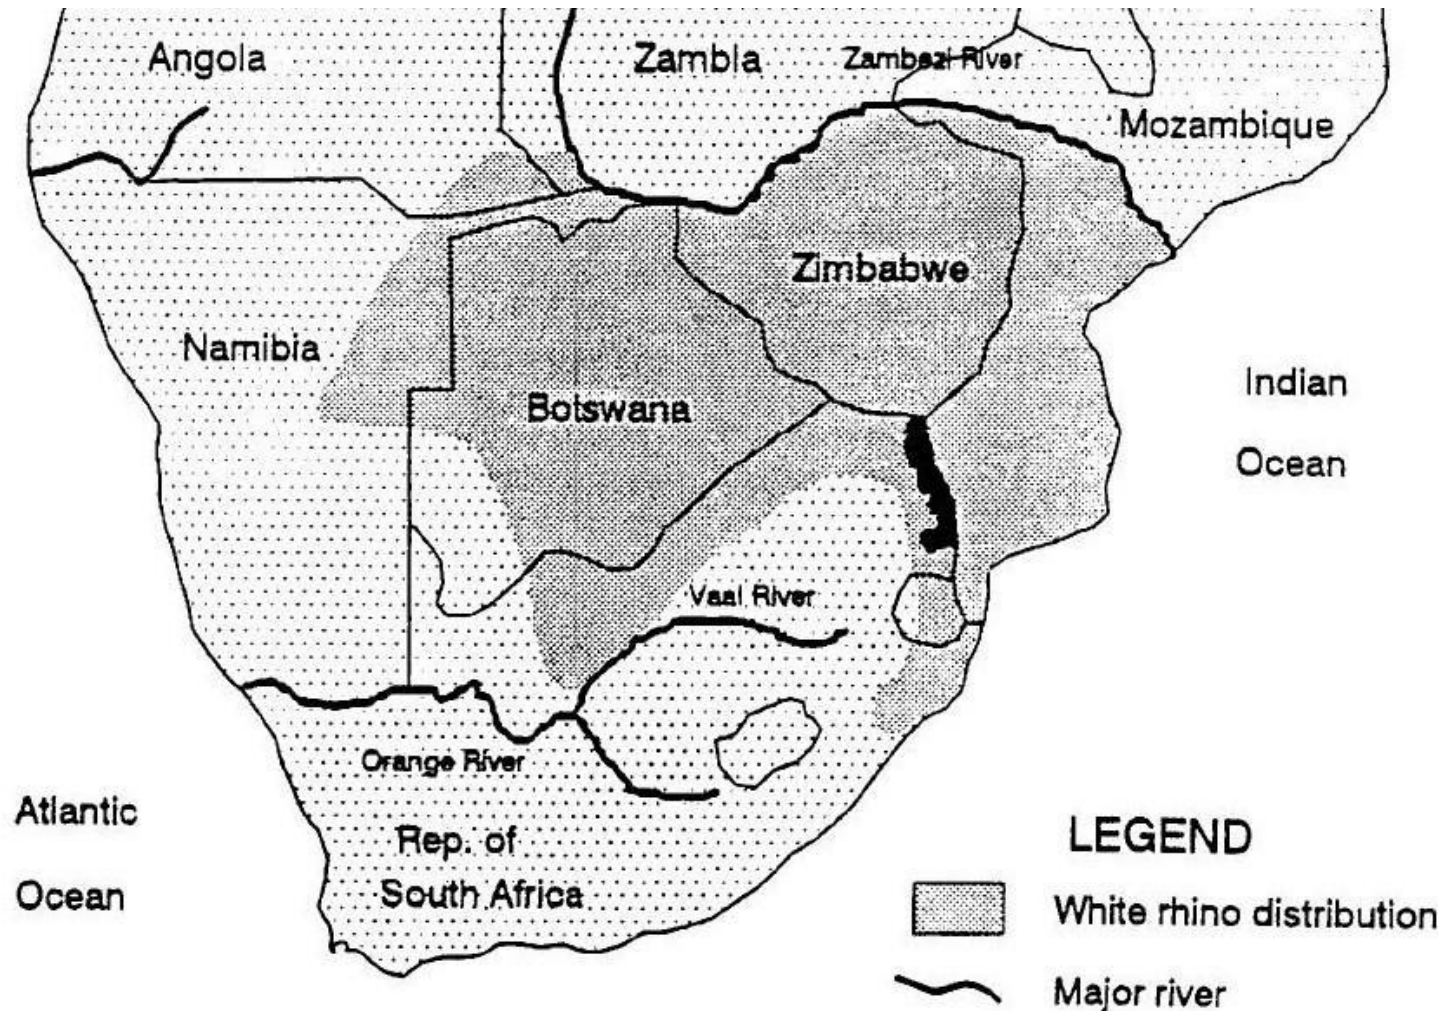 Angola
Zambla
Zambezi River
Mozambique
Zimbabwe
Namibia
Botswana
Indian
Ocean
Vaal River
Orange River
Atlantic
Ocean
Rep. of
South Africa
LEGEND
White rhino distribution
Major river